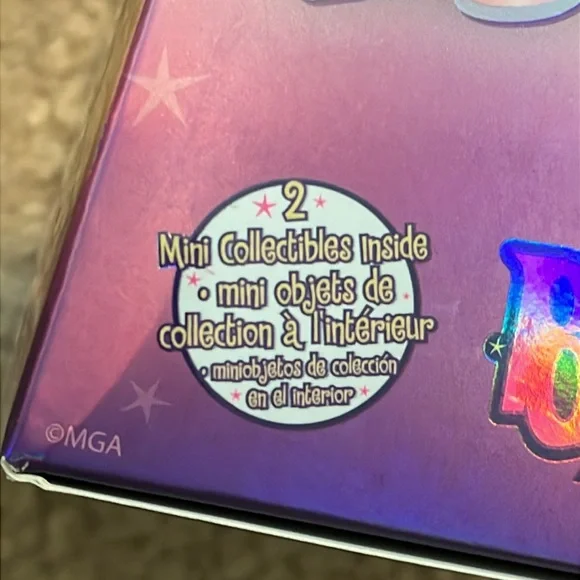 2
Mini Collectibles Inside
• mini objets de
collection à l'intérieur
• miniobjetos de colección
en el interior
©MGA